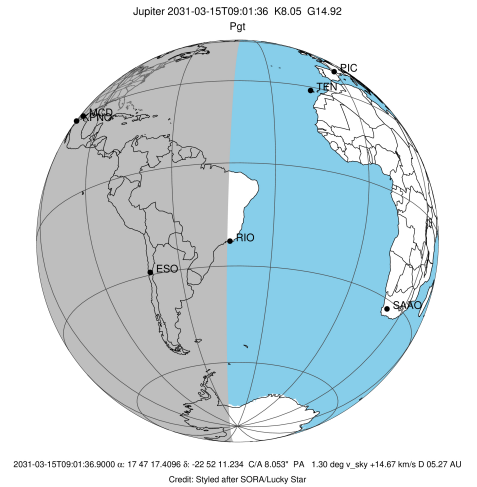 Jupiter 2031-03-15T09:01:36  K8.05  G14.92
Pgt
PIC
TEN
MCD
KPNO
RIO
ESO
SAAO
2031-03-15T09:01:36.9000 α: 17 47 17.4096 δ: -22 52 11.234  C/A 8.053"  PA   1.30 deg v_sky +14.67 km/s D 05.27 AU
Credit: Styled after SORA/Lucky Star